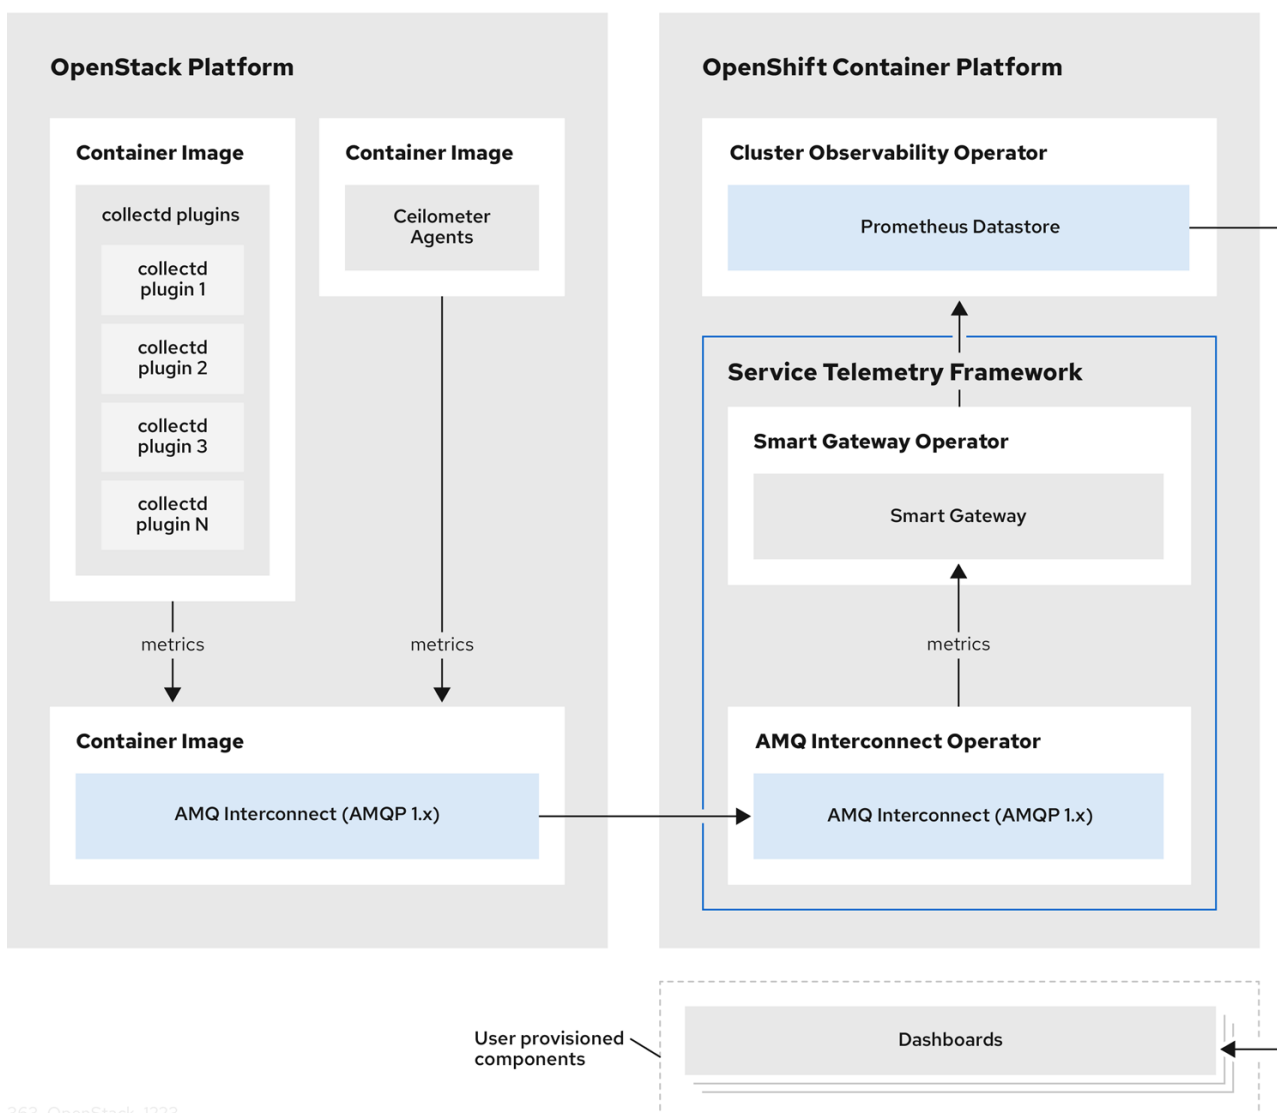 OpenStack Platform
Container Image
collectd plugins
collectd
plugin 1
collectd
plugin 2
collectd
plugin 3
collectd
plugin N
metrics
Container Image
Ceilometer
Agents
metrics
Container Image
AMQ Interconnect (AMQP 1.x)
OpenShift Container Platform
Cluster Observability Operator
Prometheus Datastore
Service Telemetry Framework
Smart Gateway Operator
Smart Gateway
metrics
AMQ Interconnect Operator
AMQ Interconnect (AMQP 1.x)
User provisioned
components
Dashboards
363_OpenStack_1223